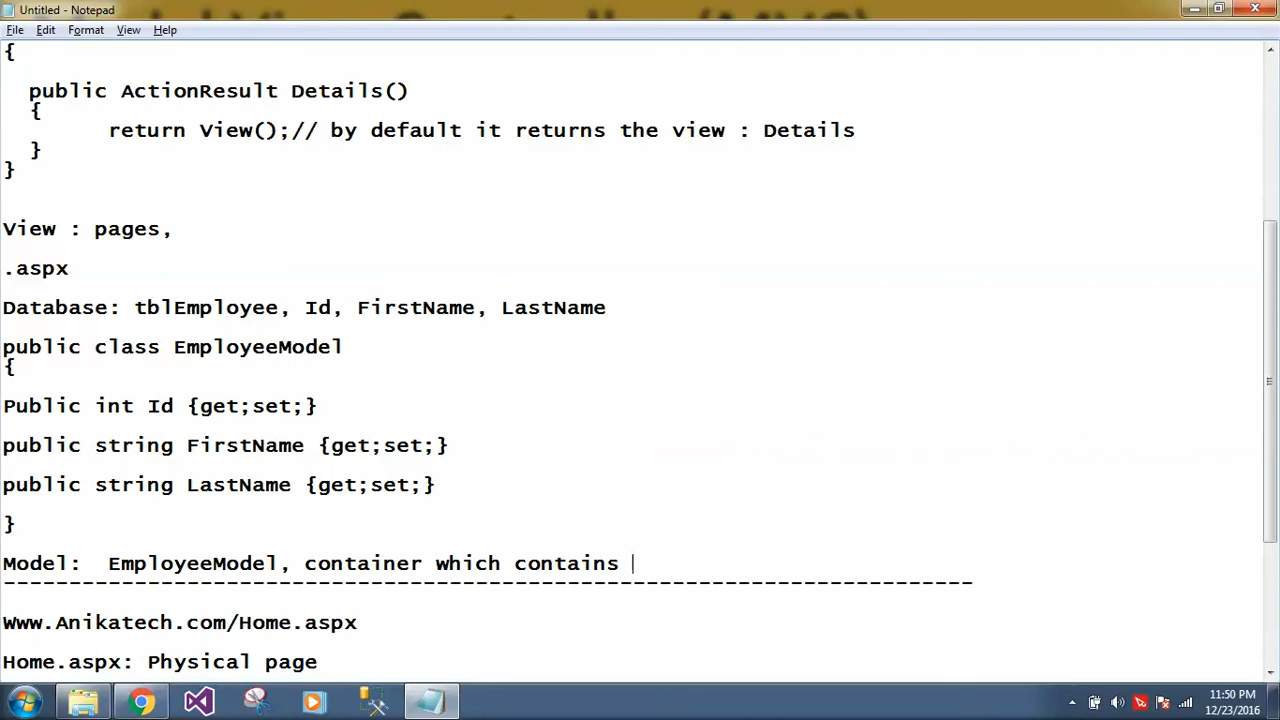 Untitled - Notepad
File Edit Format View Help
{
public ActionResult Details()
{
return View();// by default it returns the view : Details
}
}
View : pages,
.aspx
Database: tblEmployee, Id, FirstName, LastName
public class EmployeeModel
{
Public int Id {get;set;}
public string FirstName {get;set;}
public string LastName {get;set;}
}
Model:  EmployeeModel, container which contains
--------------------------------------------------------------------------
Www.Anikatech.com/Home.aspx
Home.aspx: Physical page
11:50 PM
12/23/2016